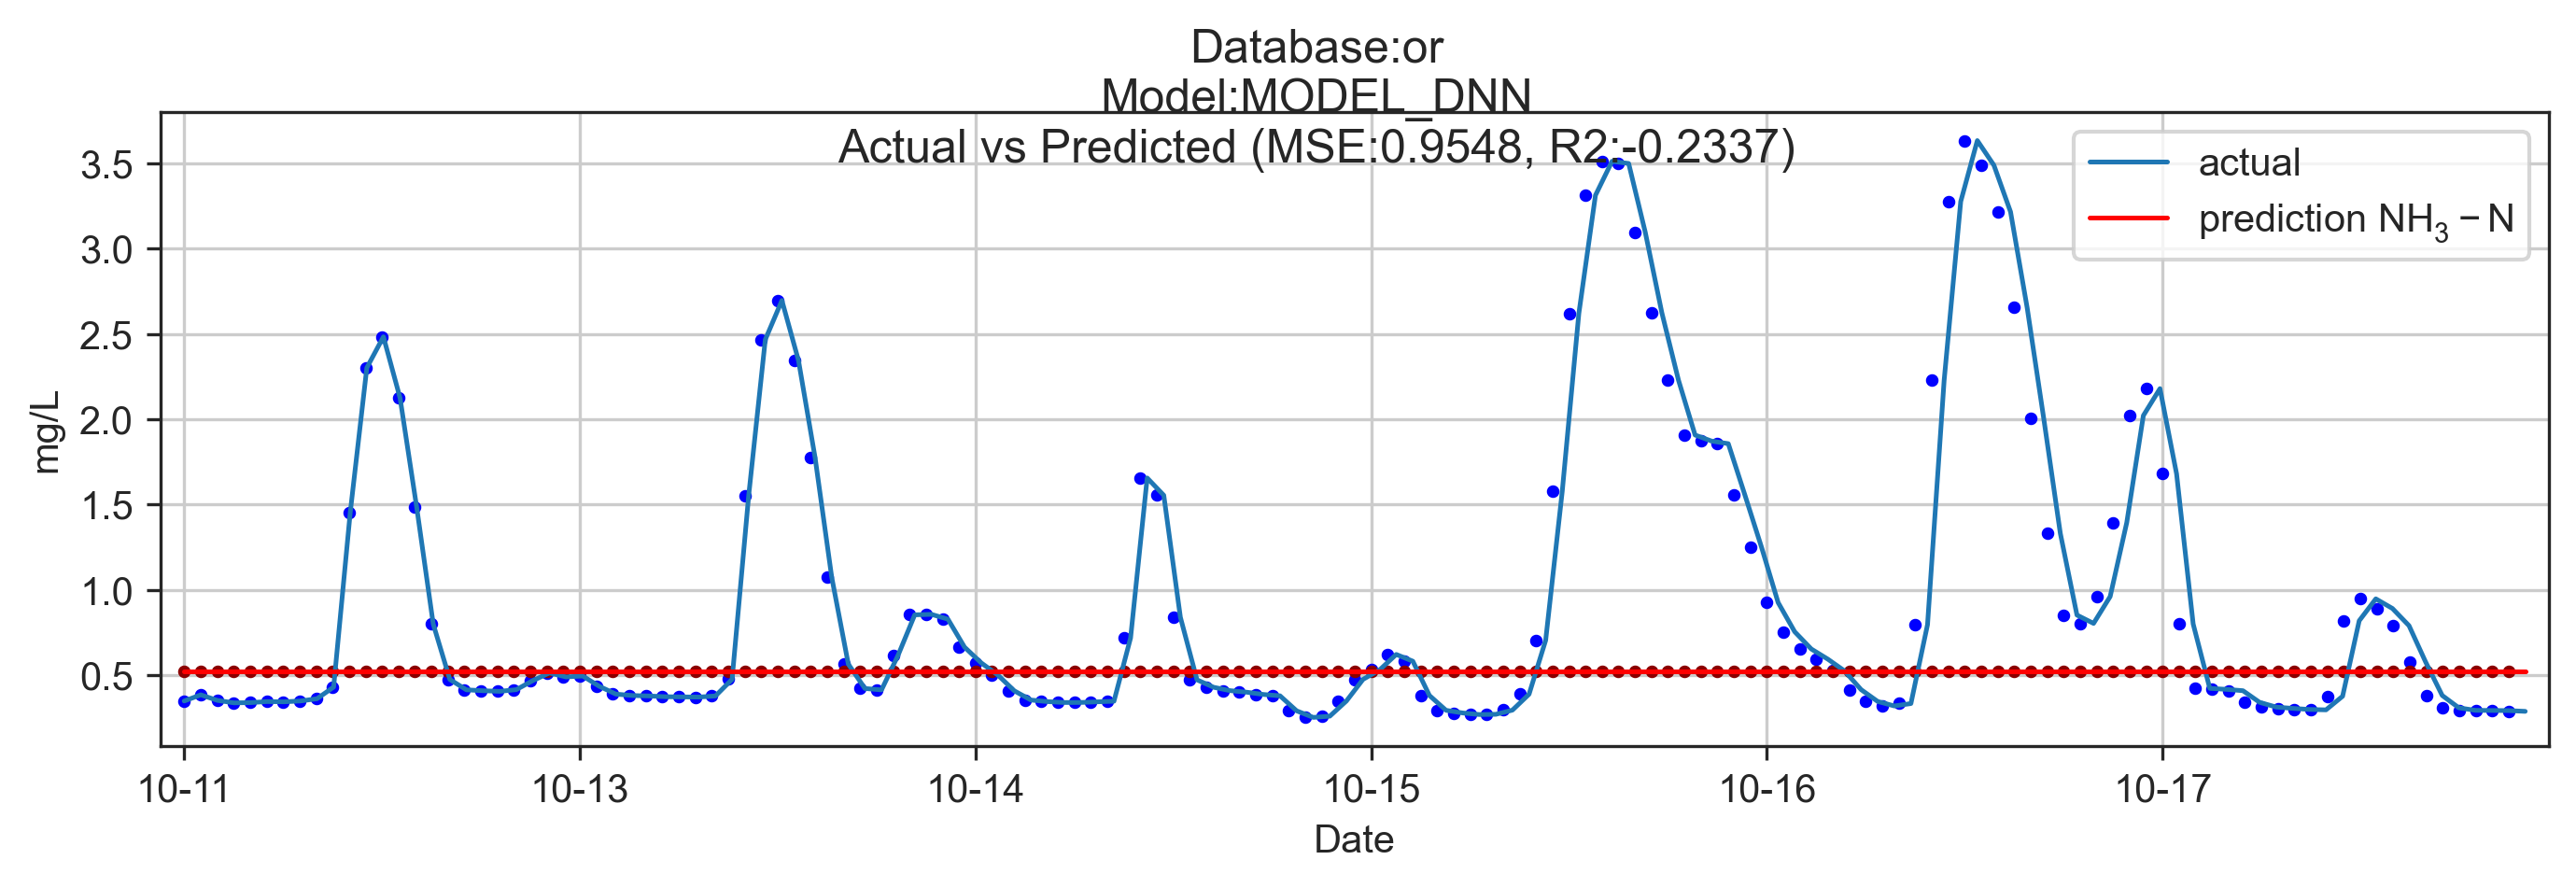 Database:or
Model:MODEL_DNN
Actual vs Predicted (MSE:0.9548, R2:-0.2337)
actual
prediction NH₃ − N
3.5
3.0
2.5
2.0
1.5
1.0
0.5
mg/L
10-11 10-13 10-14 10-15 10-16 10-17
Date